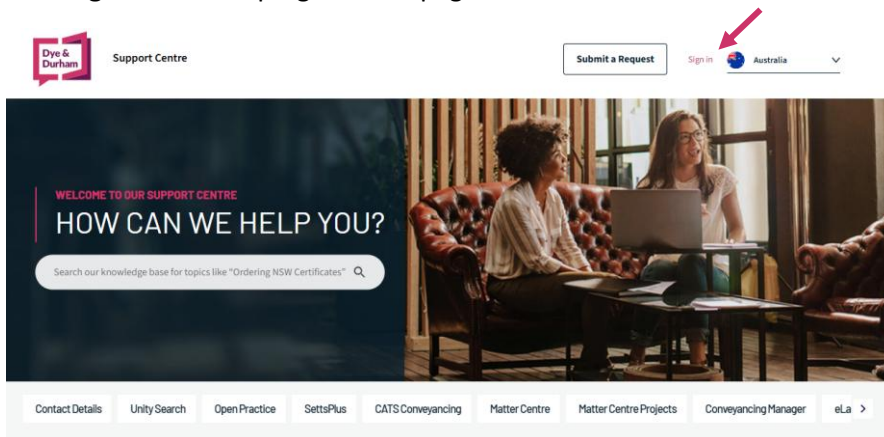 Dye &
Durham
Support Centre
Submit a Request
Sign in
Australia
WELCOME TO OUR SUPPORT CENTRE
HOW CAN WE HELP YOU?
Search our knowledge base for topics like "Ordering NSW Certificates"
Contact Details
Unity Search
Open Practice
SettsPlus
CATS Conveyancing
Matter Centre
Matter Centre Projects
Conveyancing Manager
eLa